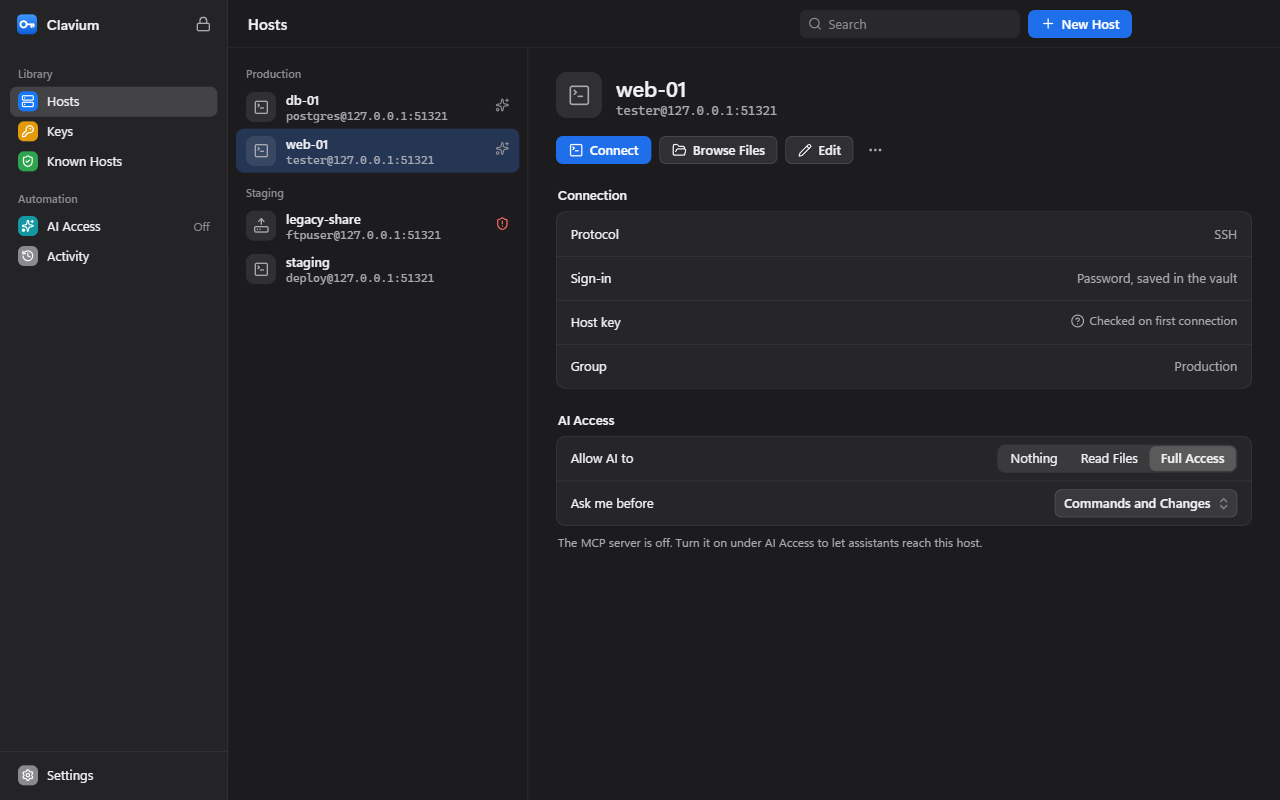 Clavium
Library
Hosts
Keys
Known Hosts
Automation
AI Access Off
Activity
Settings
Hosts
Search
New Host
Production
db-01
postgres@127.0.0.1:51321
web-01
tester@127.0.0.1:51321
Staging
legacy-share
ftpuser@127.0.0.1:51321
staging
deploy@127.0.0.1:51321
web-01
tester@127.0.0.1:51321
Connect Browse Files Edit
Connection
Protocol SSH
Sign-in Password, saved in the vault
Host key Checked on first connection
Group Production
AI Access
Allow AI to Nothing Read Files Full Access
Ask me before Commands and Changes
The MCP server is off. Turn it on under AI Access to let assistants reach this host.